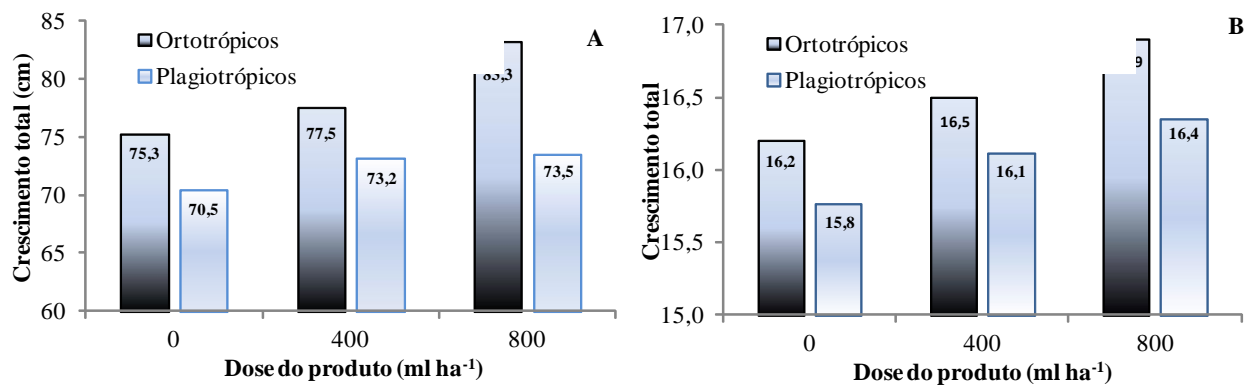 85
80
75
70
65
60
Crescimento total (cm)
Ortotrópicos
Plagiotrópicos
A
75,3
70,5
77,5
73,2
83,3
73,5
0
400
800
Dose do produto (ml ha⁻¹)
17,0
16,5
16,0
15,5
15,0
Crescimento total
Ortotrópicos
Plagiotrópicos
B
16,2
15,8
16,5
16,1
9
16,4
0
400
800
Dose do produto (ml ha⁻¹)